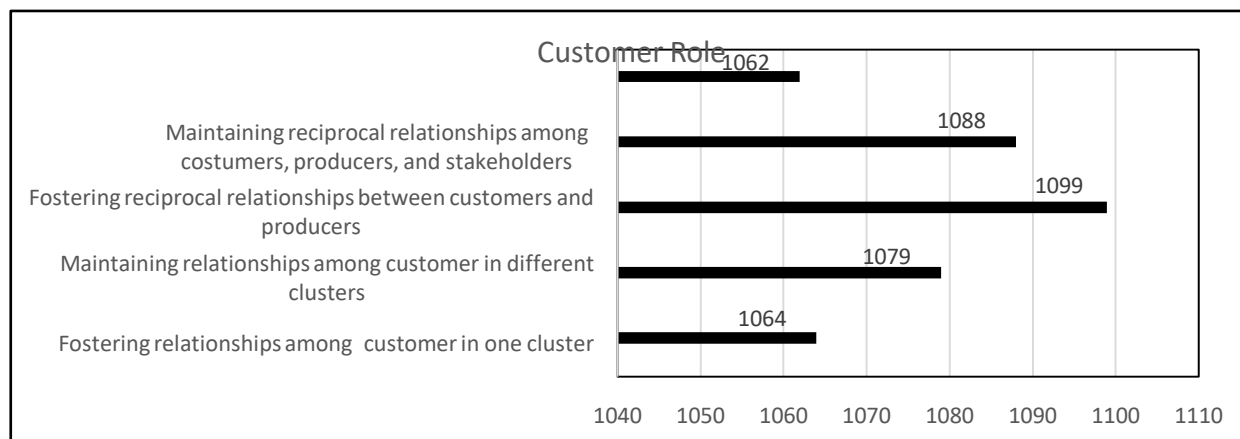 Customer Role
1062
Maintaining reciprocal relationships among
costumers, producers, and stakeholders
1088
Fostering reciprocal relationships between customers and
producers
1099
Maintaining relationships among customer in different
clusters
1079
Fostering relationships among customer in one cluster
1064
1040 1050 1060 1070 1080 1090 1100 1110